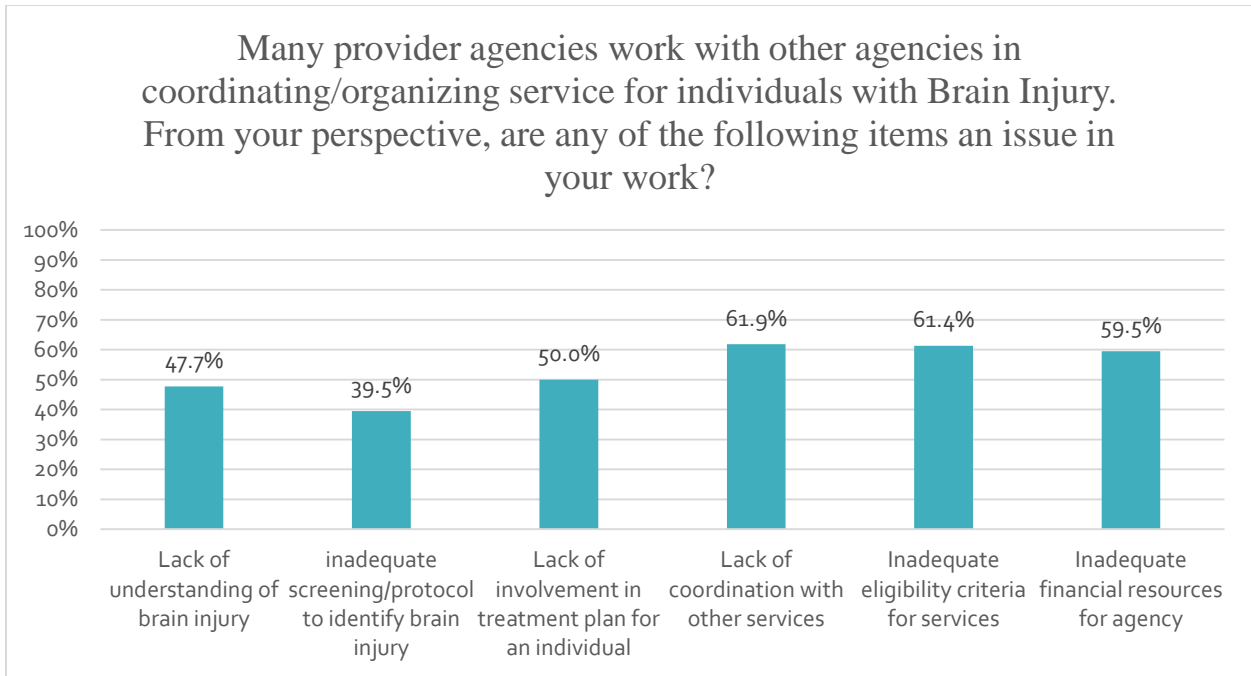 Many provider agencies work with other agencies in
coordinating/organizing service for individuals with Brain Injury.
From your perspective, are any of the following items an issue in
your work?
100%
90%
80%
70%
60%
50%
40%
30%
20%
10%
0%
47.7%
39.5%
50.0%
61.9%
61.4%
59.5%
Lack of
understanding of
brain injury
inadequate
screening/protocol
to identify brain
injury
Lack of
involvement in
treatment plan for
an individual
Lack of
coordination with
other services
Inadequate
eligibility criteria
for services
Inadequate
financial resources
for agency